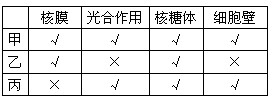 核膜 光合作用 核糖体 细胞壁
甲 √ √ √ √
乙 √ × √ ×
丙 × √ √ √